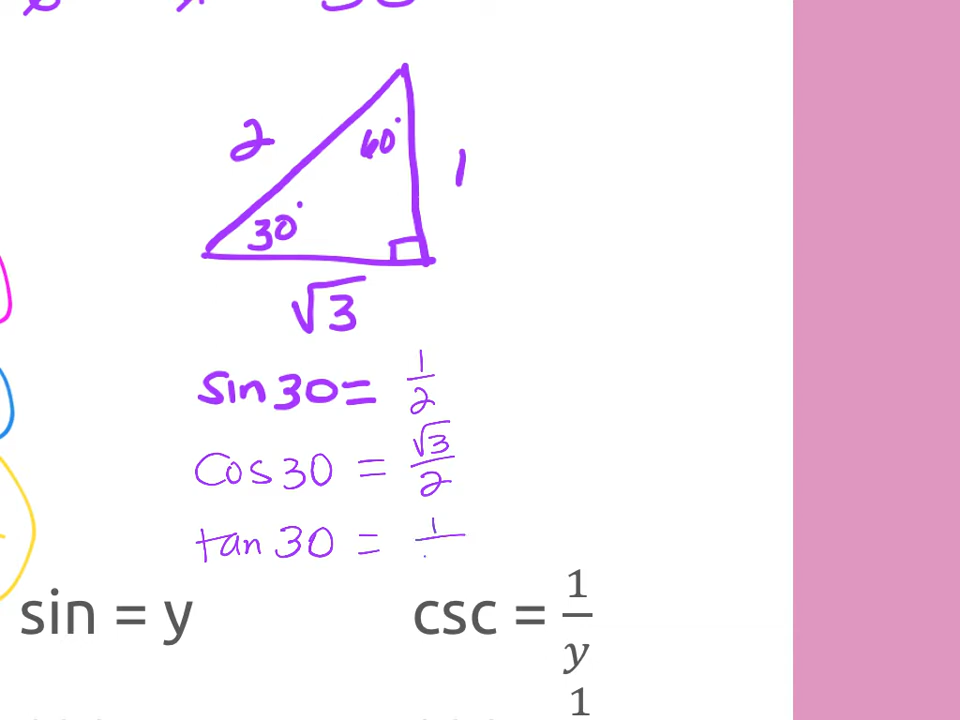 2
60°
1
30°
√3
sin 30 = 1/2
cos 30 = √3/2
tan 30 = 1/
sin = y
csc = 1/y
1